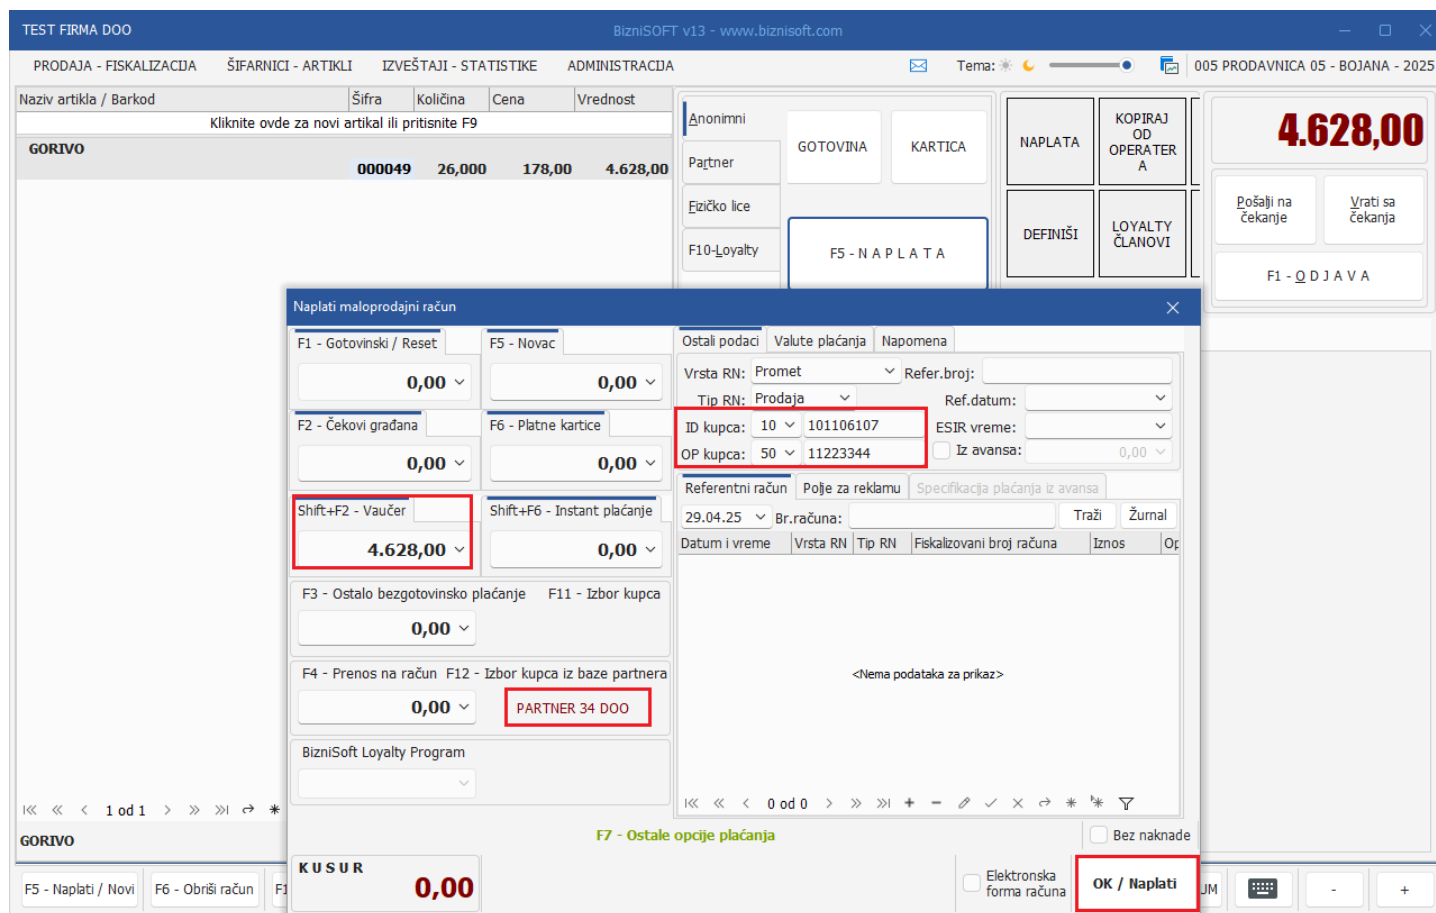 TEST FIRMA DOO
BizniSOFT v13 - www.biznisoft.com
PRODAJA - FISKALIZACIJA ŠIFARNICI - ARTIKLI IZVEŠTAJI - STATISTIKE ADMINISTRACIJA
Tema:
005 PRODAVNICA 05 - BOJANA - 2025
Naziv artikla / Barkod Šifra Količina Cena Vrednost
Kliknite ovde za novi artikal ili pritisnite F9
GORIVO
000049 26,000 178,00 4.628,00
Anonimni
Partner
Fizičko lice
F10-Loyalty
GOTOVINA
KARTICA
F5 - N A P L A T A
NAPLATA
KOPIRAJ
OD
OPERATER
A
DEFINIŠI
LOYALTY
ČLANOVI
4.628,00
Pošalji na
čekanje
Vrati sa
čekanja
F1 - O D J A V A
Naplati maloprodajni račun
F1 - Gotovinski / Reset
0,00
F5 - Novac
0,00
F2 - Čekovi građana
0,00
F6 - Platne kartice
0,00
Shift+F2 - Vaučer
4.628,00
Shift+F6 - Instant plaćanje
0,00
F3 - Ostalo bezgotovinsko plaćanje F11 - Izbor kupca
0,00
F4 - Prenos na račun F12 - Izbor kupca iz baze partnera
0,00
PARTNER 34 DOO
BizniSoft Loyalty Program
Ostali podaci Valute plaćanja Napomena
Vrsta RN: Promet Refer.broj:
Tip RN: Prodaja Ref.datum:
ID kupca: 10 101106107 ESIR vreme:
OP kupca: 50 11223344 Iz avansa: 0,00
Referentni račun Polje za reklamu Specifikacija plaćanja iz avansa
29.04.25 Br.računa: Traži Žurnal
Datum i vreme Vrsta RN Tip RN Fiskalizovani broj računa Iznos Op
<Nema podataka za prikaz>
0 od 0
1 od 1
F7 - Ostale opcije plaćanja
Bez naknade
GORIVO
K U S U R
0,00
Elektronska
forma računa
OK / Naplati
F5 - Naplati / Novi F6 - Obriši račun F1
UM
- +